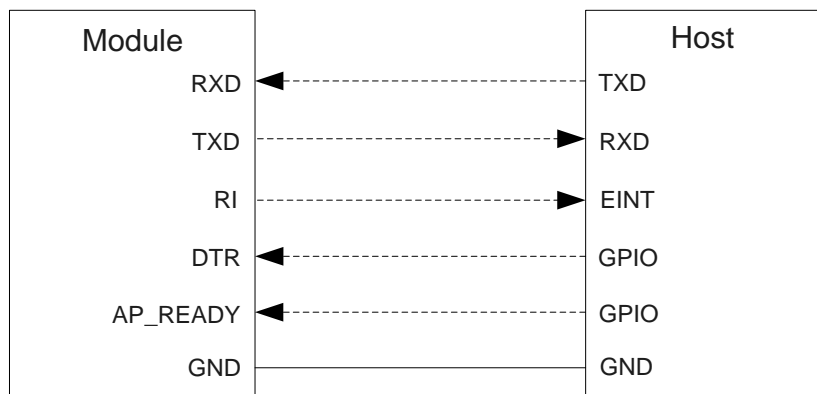 Module Host
RXD TXD
TXD RXD
RI EINT
DTR GPIO
AP_READY GPIO
GND GND